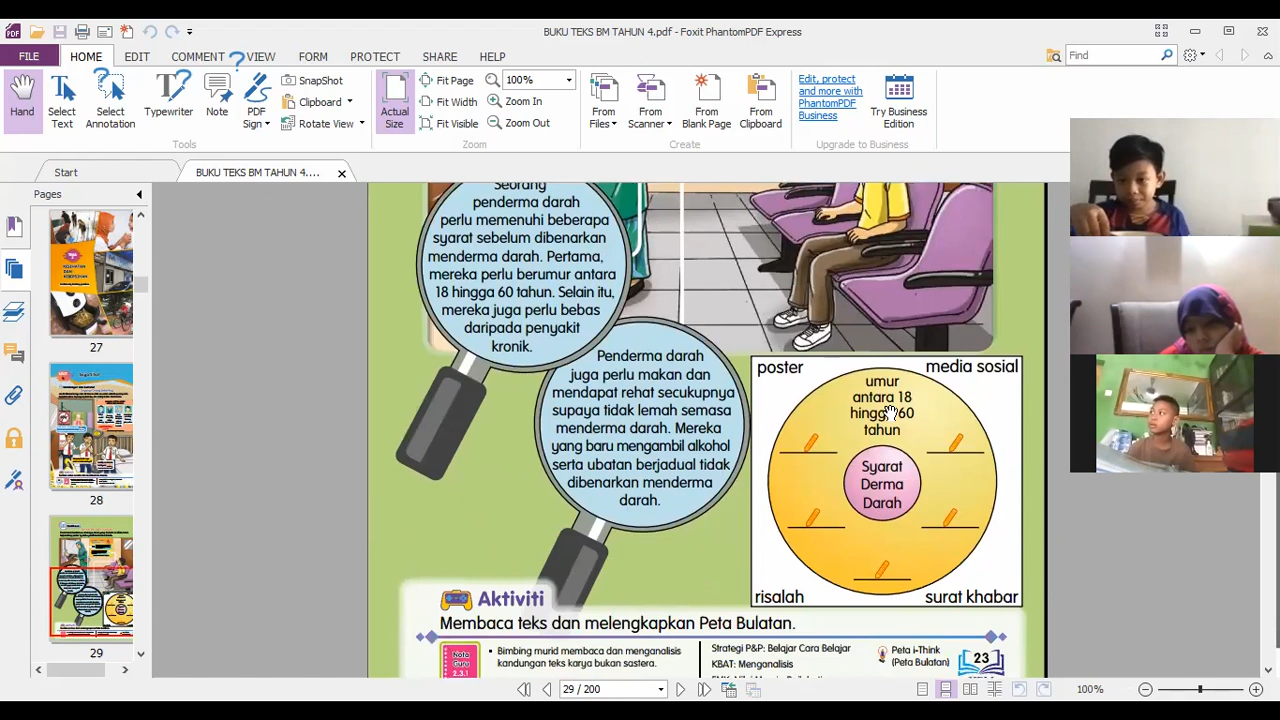 BUKU TEKS BM TAHUN 4.pdf - Foxit PhantomPDF Express
FILE HOME EDIT COMMENT VIEW FORM PROTECT SHARE HELP
Find
Hand
Select Text
Select Annotation
Typewriter
Note
PDF Sign
SnapShot
Clipboard
Rotate View
Tools
Actual Size
Fit Page
Fit Width
Fit Visible
100%
Zoom In
Zoom Out
Zoom
From Files
From Scanner
From Blank Page
From Clipboard
Create
Edit, protect
and more with
PhantomPDF
Business
Try Business Edition
Upgrade to Business
Start
BUKU TEKS BM TAHUN 4....
Pages
27
28
29
Seorang
penderma darah
perlu memenuhi beberapa
syarat sebelum dibenarkan
menderma darah. Pertama,
mereka perlu berumur antara
18 hingga 60 tahun. Selain itu,
mereka juga perlu bebas
daripada penyakit
kronik.
Penderma darah
juga perlu makan dan
mendapat rehat secukupnya
supaya tidak lemah semasa
menderma darah. Mereka
yang baru mengambil alkohol
serta ubatan berjadual tidak
dibenarkan menderma
darah.
poster
media sosial
umur
antara 18
hingga 60
tahun
Syarat
Derma
Darah
risalah
surat khabar
Aktiviti
Membaca teks dan melengkapkan Peta Bulatan.
Nota
Guru
2.3.1
• Bimbing murid membaca dan menganalisis
kandungan teks karya bukan sastera.
Strategi P&P: Belajar Cara Belajar
KBAT: Menganalisis
Peta i-Think
(Peta Bulatan)
23
29 / 200
100%